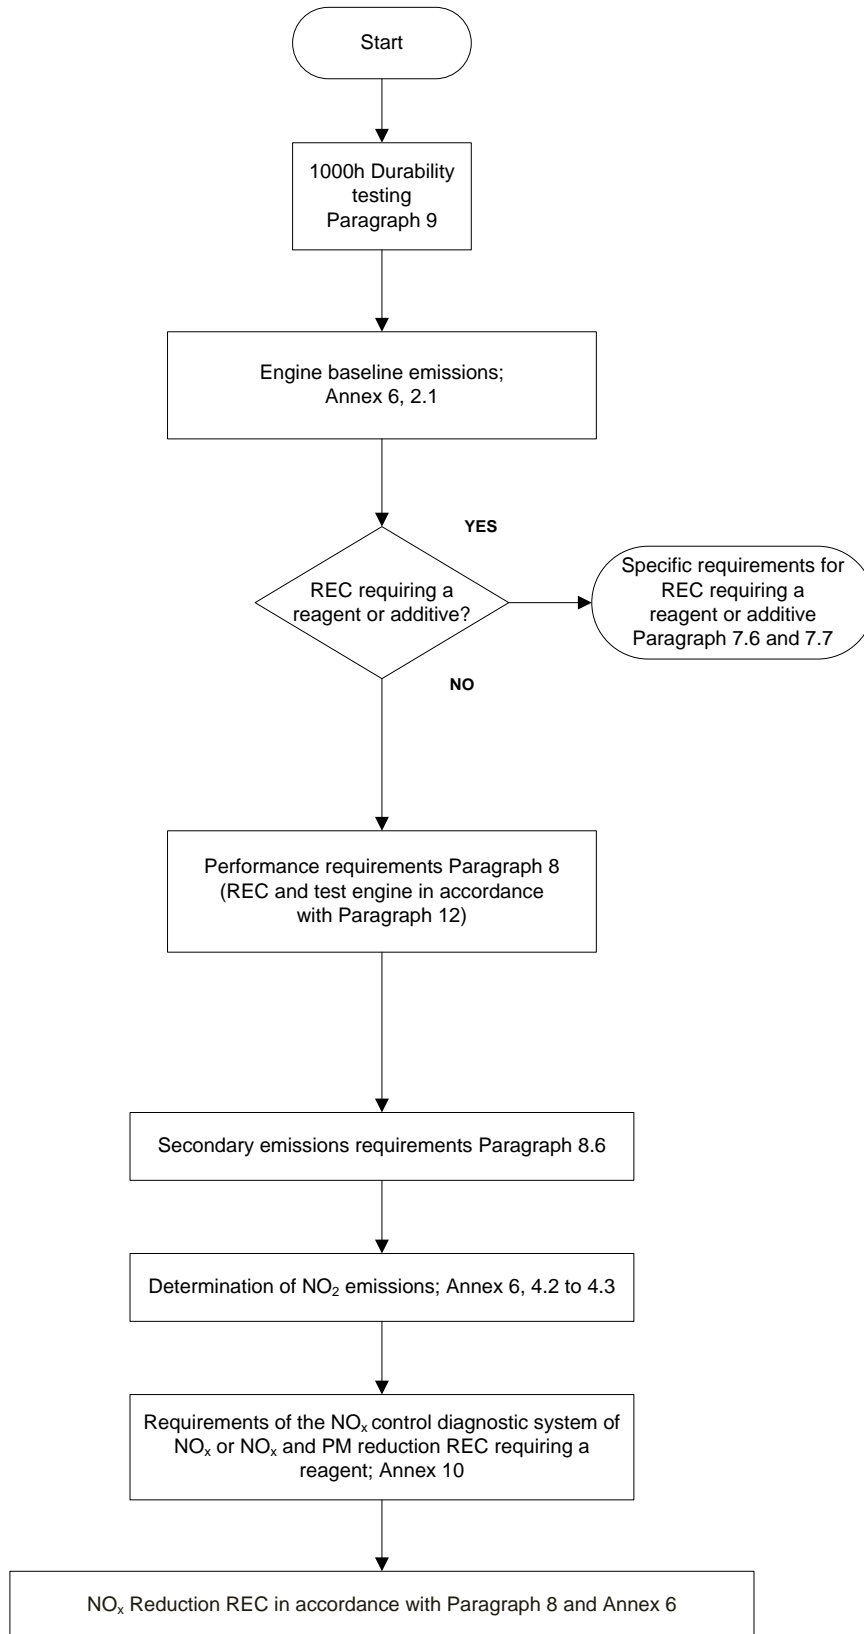 Start
1000h Durability
testing
Paragraph 9
Engine baseline emissions;
Annex 6, 2.1
YES
REC requiring a
reagent or additive?
Specific requirements for
REC requiring a
reagent or additive
Paragraph 7.6 and 7.7
NO
Performance requirements Paragraph 8
(REC and test engine in accordance
with Paragraph 12)
Secondary emissions requirements Paragraph 8.6
Determination of NO₂ emissions; Annex 6, 4.2 to 4.3
Requirements of the NOₓ control diagnostic system of
NOₓ or NOₓ and PM reduction REC requiring a
reagent; Annex 10
NOₓ Reduction REC in accordance with Paragraph 8 and Annex 6